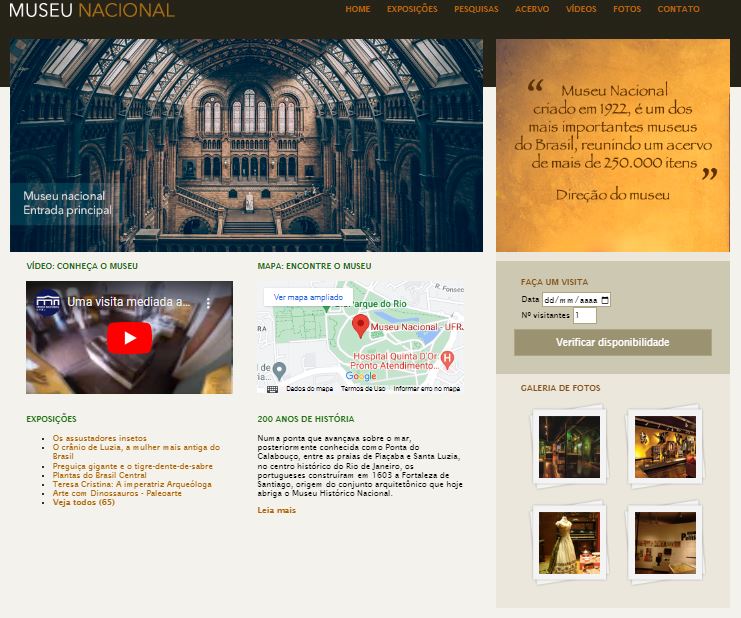 MUSEU NACIONAL
HOME EXPOSIÇÕES PESQUISAS ACERVO VÍDEOS FOTOS CONTATO
Museu nacional
Entrada principal
“ Museu Nacional
criado em 1922, é um dos
mais importantes museus
do Brasil, reunindo um acervo
de mais de 250.000 itens ”
Direção do museu
VÍDEO: CONHEÇA O MUSEU
Uma visita mediada a...
MAPA: ENCONTRE O MUSEU
Ver mapa ampliado
R. Fonsec
Parque do Rio
Museu Nacional - UFRJ
Hospital Quinta D'Or:
Pronto Atendimento...
Google
Dados do mapa Termos de Uso Informar erro no mapa
FAÇA UM VISITA
Data dd/mm/aaaa
Nº visitantes 1
Verificar disponibilidade
GALERIA DE FOTOS
EXPOSIÇÕES
Os assustadores insetos
O crânio de Luzia, a mulher mais antiga do
Brasil
Preguiça gigante e o tigre-dente-de-sabre
Plantas do Brasil Central
Teresa Cristina: A imperatriz Arqueóloga
Arte com Dinossauros - Paleoarte
Veja todos (65)
200 ANOS DE HISTÓRIA
Numa ponta que avançava sobre o mar,
posteriormente conhecida como Ponta do
Calabouço, entre as praias de Piaçaba e Santa Luzia,
no centro histórico do Rio de Janeiro, os
portugueses construíram em 1603 a Fortaleza de
Santiago, origem do conjunto arquitetônico que hoje
abriga o Museu Histórico Nacional.
Leia mais